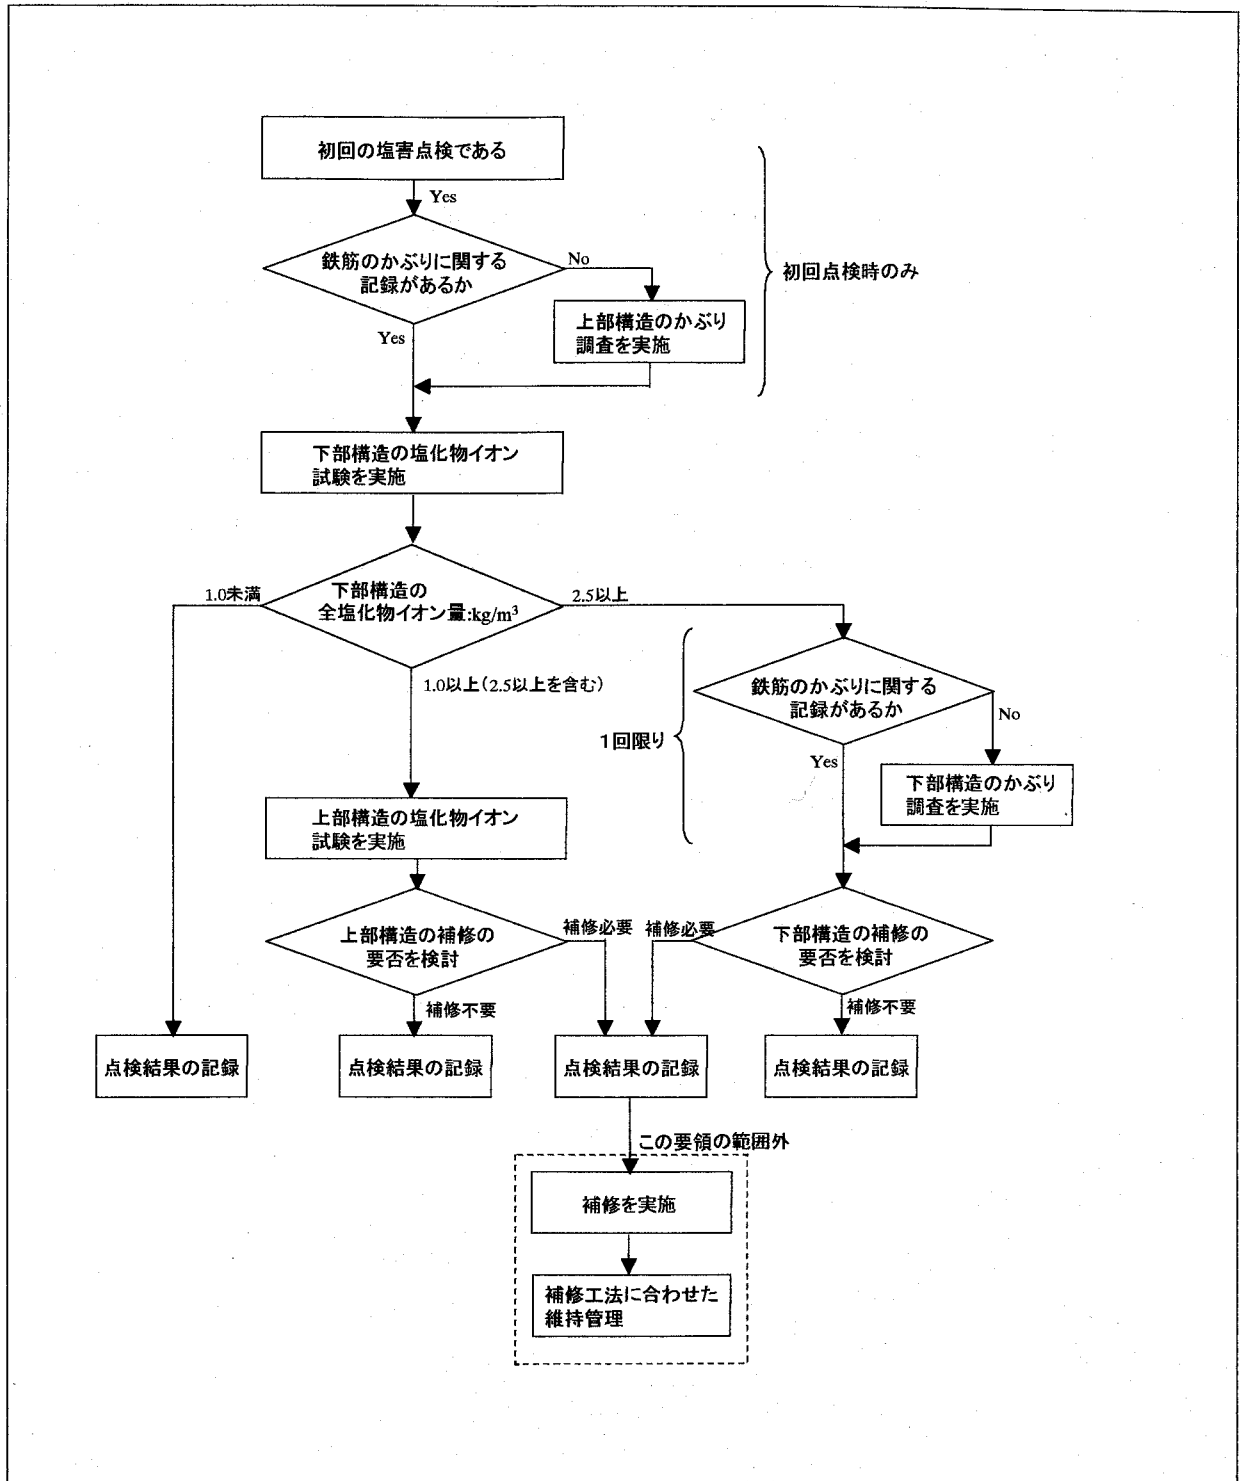 初回の塩害点検である
Yes
鉄筋のかぶりに関する
記録があるか
No
初回点検時のみ
上部構造のかぶり
調査を実施
Yes
下部構造の塩化物イオン
試験を実施
1.0未満
下部構造の
全塩化物イオン量:kg/m³
2.5以上
1.0以上(2.5以上を含む)
鉄筋のかぶりに関する
記録があるか
No
1回限り
Yes
下部構造のかぶり
調査を実施
上部構造の塩化物イオン
試験を実施
上部構造の補修の
要否を検討
補修必要
補修必要
下部構造の補修の
要否を検討
補修不要
補修不要
点検結果の記録
点検結果の記録
点検結果の記録
点検結果の記録
この要領の範囲外
補修を実施
補修工法に合わせた
維持管理